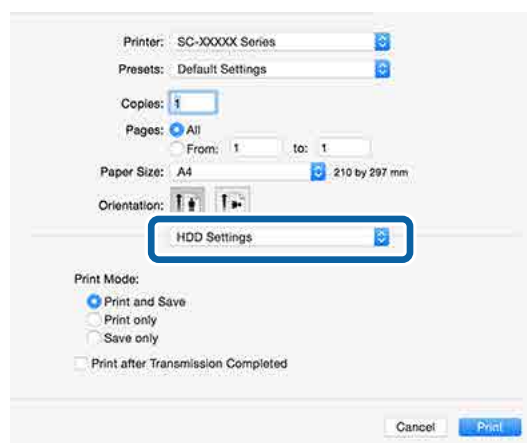 Printer: SC-XXXXX Series
Presets: Default Settings
Copies: 1
Pages: All
From: 1 to: 1
Paper Size: A4 210 by 297 mm
Orientation:
HDD Settings
Print Mode:
Print and Save
Print only
Save only
Print after Transmission Completed
Cancel Print